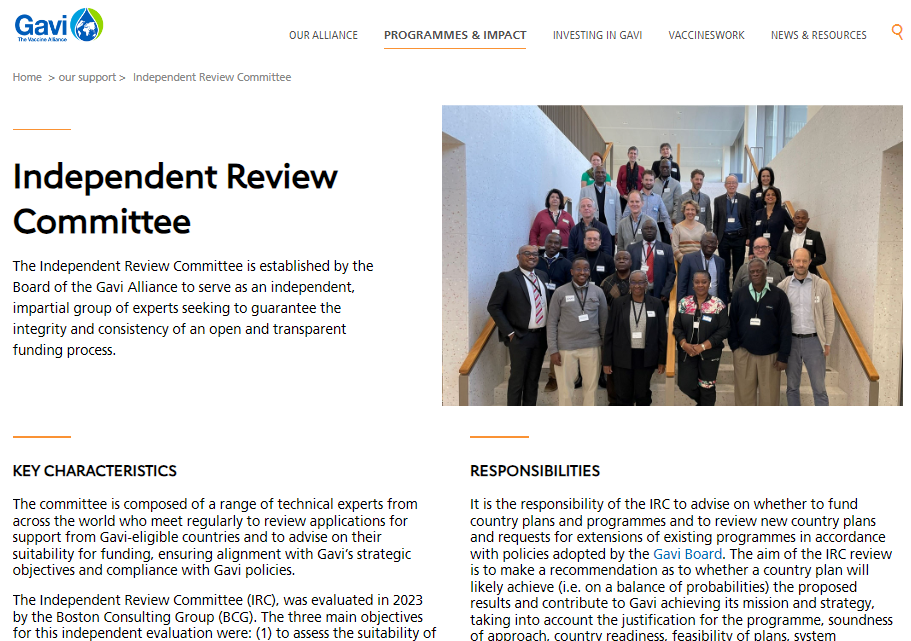 Gavi
The Vaccine Alliance
OUR ALLIANCE
PROGRAMMES & IMPACT
INVESTING IN GAVI
VACCINESWORK
NEWS & RESOURCES
Home > our support > Independent Review Committee
Independent Review
Committee
The Independent Review Committee is established by the
Board of the Gavi Alliance to serve as an independent,
impartial group of experts seeking to guarantee the
integrity and consistency of an open and transparent
funding process.
KEY CHARACTERISTICS
The committee is composed of a range of technical experts from
across the world who meet regularly to review applications for
support from Gavi-eligible countries and to advise on their
suitability for funding, ensuring alignment with Gavi's strategic
objectives and compliance with Gavi policies.
The Independent Review Committee (IRC), was evaluated in 2023
by the Boston Consulting Group (BCG). The three main objectives
for this independent evaluation were: (1) to assess the suitability of
RESPONSIBILITIES
It is the responsibility of the IRC to advise on whether to fund
country plans and programmes and to review new country plans
and requests for extensions of existing programmes in accordance
with policies adopted by the Gavi Board. The aim of the IRC review
is to make a recommendation as to whether a country plan will
likely achieve (i.e. on a balance of probabilities) the proposed
results and contribute to Gavi achieving its mission and strategy,
taking into account the justification for the programme, soundness
of approach, country readiness, feasibility of plans, system